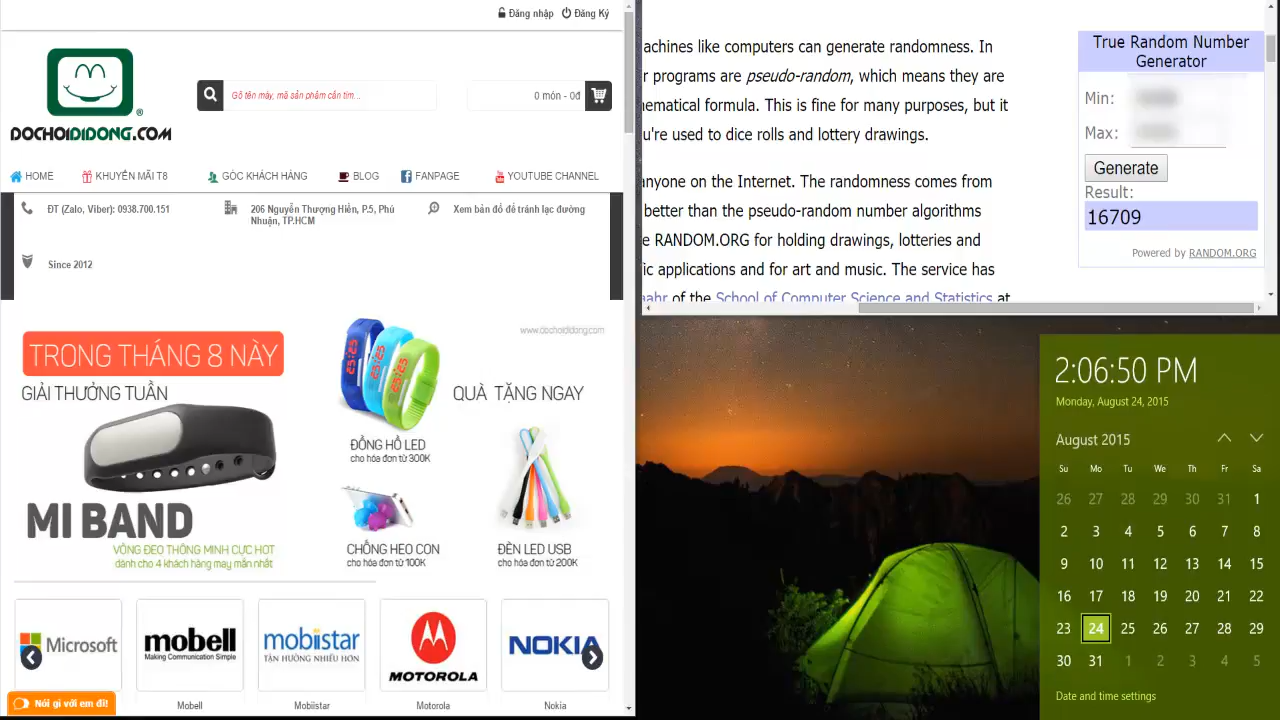 Đăng nhập
Đăng Ký
DOCHOIDIDONG.COM
®
Gõ tên máy, mã sản phẩm cần tìm...
0 món - 0đ
HOME
KHUYẾN MÃI T8
GÓC KHÁCH HÀNG
BLOG
FANPAGE
YOUTUBE CHANNEL
ĐT (Zalo, Viber): 0938.700.151
206 Nguyễn Thượng Hiền, P.5, Phú
Nhuận, TP.HCM
Xem bản đồ để tránh lạc đường
Since 2012
www.dochoididong.com
TRONG THÁNG 8 NÀY
GIẢI THƯỞNG TUẦN
QUÀ TẶNG NGAY
ĐỒNG HỒ LED
cho hóa đơn từ 300K
MI BAND
VÒNG ĐEO THÔNG MINH CỰC HOT
dành cho 4 khách hàng may mắn nhất
CHỐNG HEO CON
cho hóa đơn từ 100K
ĐÈN LED USB
cho hóa đơn từ 200K
Microsoft
mobell
Making Communication Simple
mobiistar
TẬN HƯỞNG NHIỀU HƠN
MOTOROLA
NOKIA
Nói gì với em đi!
Mobell
Mobiistar
Motorola
Nokia
achines like computers can generate randomness. In
r programs are pseudo-random, which means they are
nematical formula. This is fine for many purposes, but it
u're used to dice rolls and lottery drawings.
anyone on the Internet. The randomness comes from
better than the pseudo-random number algorithms
e RANDOM.ORG for holding drawings, lotteries and
ic applications and for art and music. The service has
aahr of the School of Computer Science and Statistics at
True Random Number
Generator
Min:
Max:
Generate
Result:
16709
Powered by RANDOM.ORG
2:06:50 PM
Monday, August 24, 2015
August 2015
Su Mo Tu We Th Fr Sa
26 27 28 29 30 31 1
2 3 4 5 6 7 8
9 10 11 12 13 14 15
16 17 18 19 20 21 22
23 24 25 26 27 28 29
30 31 1 2 3 4 5
Date and time settings